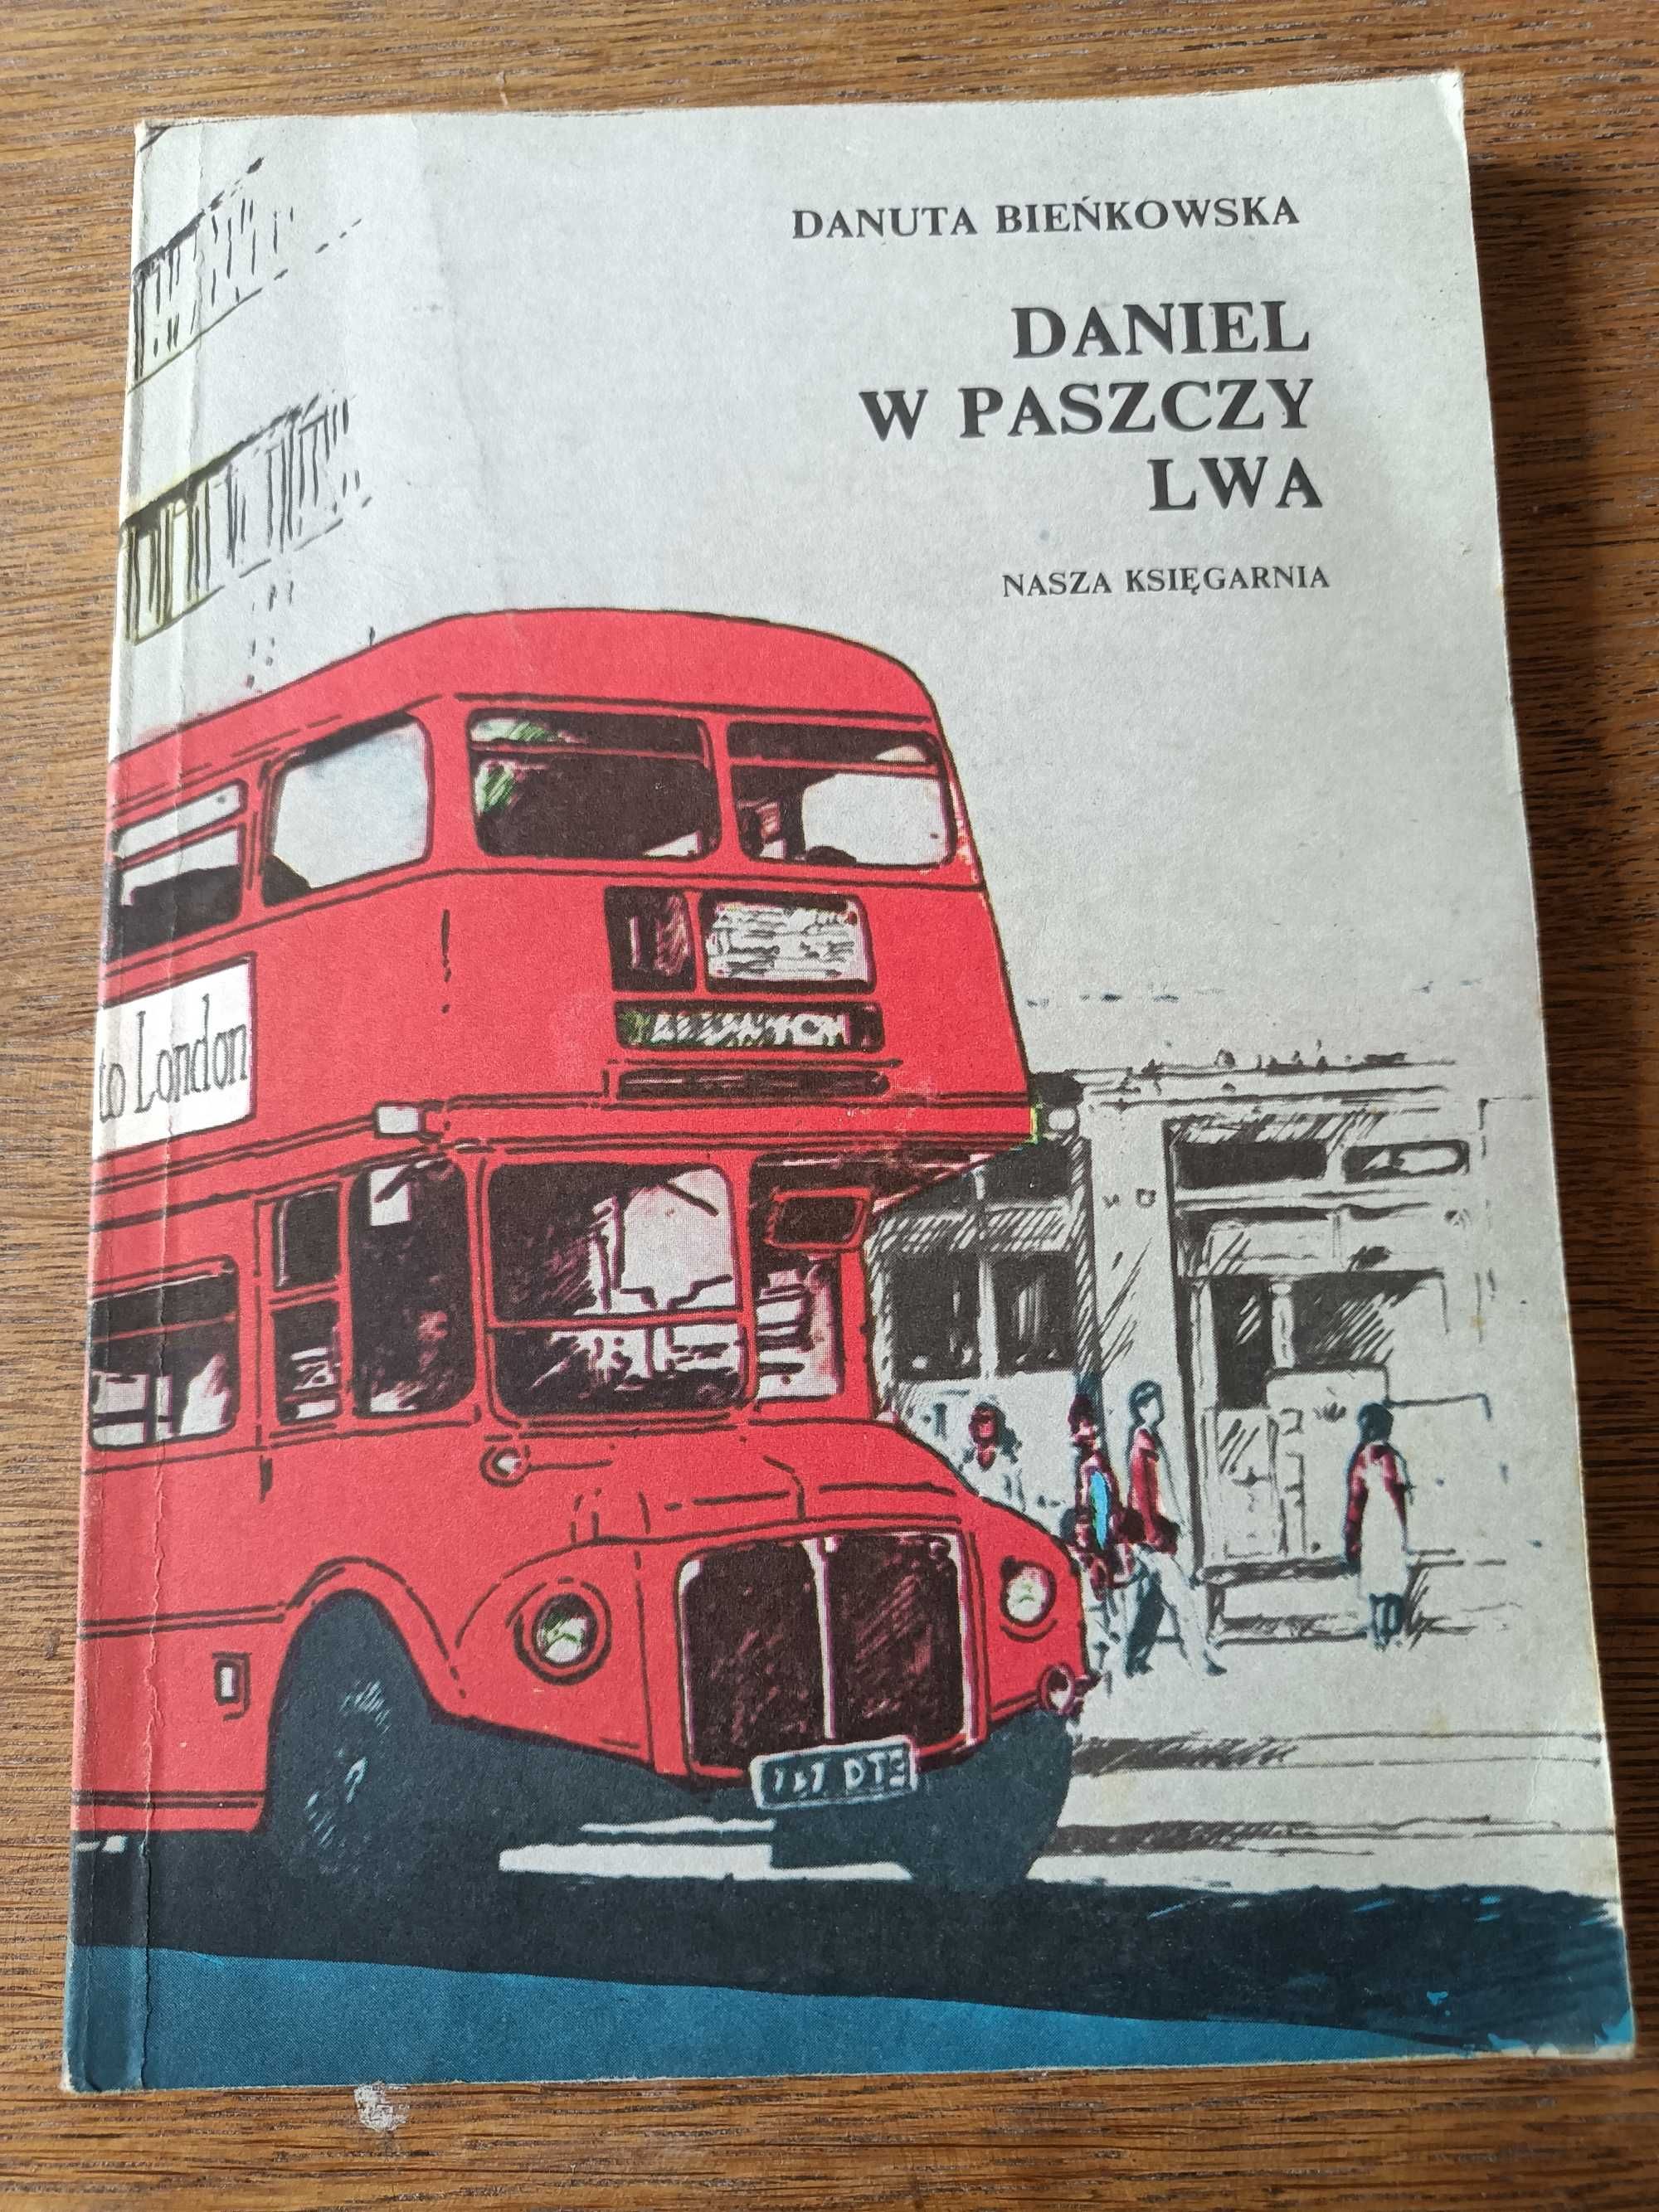 DANUTA BIEŃKOWSKA
DANIEL
W PASZCZY
LWA
NASZA KSIĘGARNIA
to London